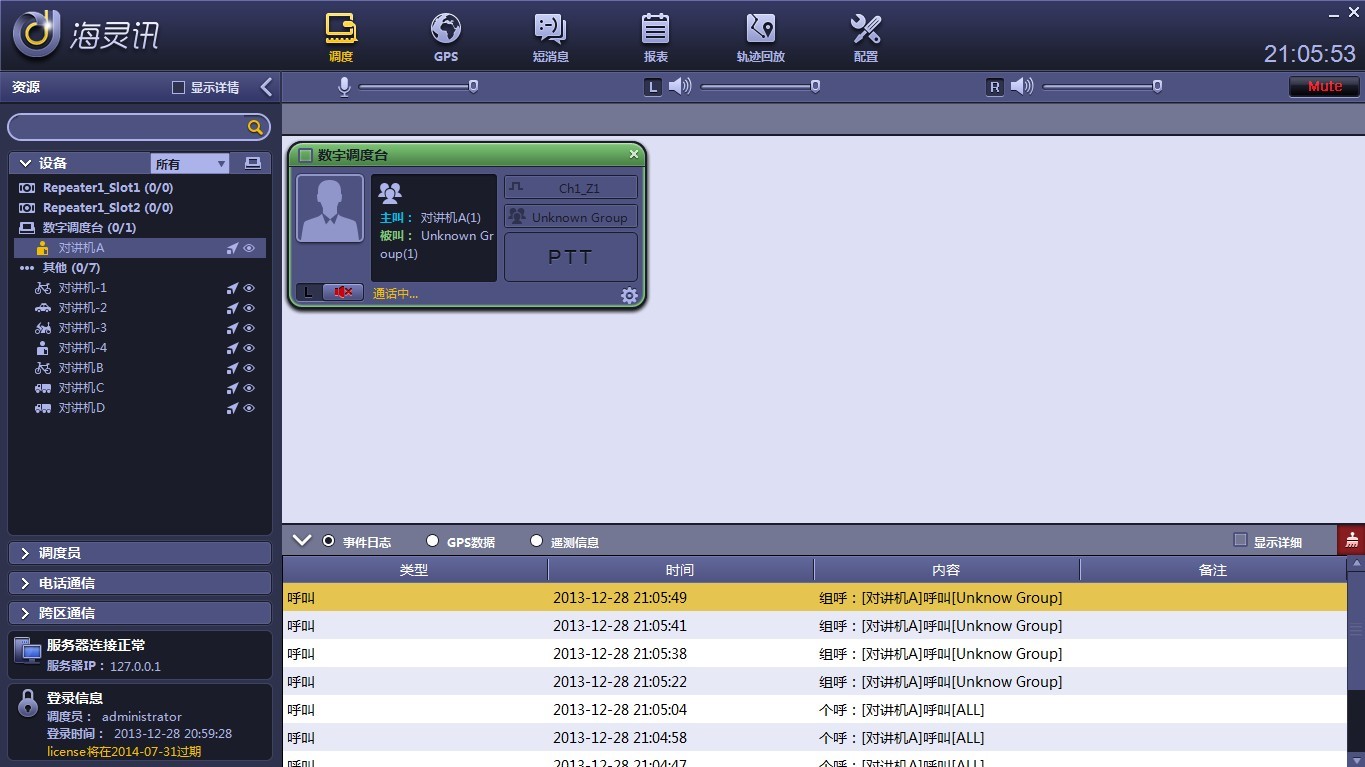 海灵讯
调度
GPS
短消息
报表
轨迹回放
配置
21:05:53
资源
显示详情
L
R
Mute
设备
所有
Repeater1_Slot1 (0/0)
Repeater1_Slot2 (0/0)
数字调度台 (0/1)
对讲机A
其他 (0/7)
对讲机-1
对讲机-2
对讲机-3
对讲机-4
对讲机B
对讲机C
对讲机D
调度员
电话通信
跨区通信
服务器连接正常
服务器IP： 127.0.0.1
登录信息
调度员： administrator
登录时间： 2013-12-28 20:59:28
license将在2014-07-31过期
数字调度台
主叫： 对讲机A(1)
被叫： Unknown Gr
oup(1)
Ch1_Z1
Unknown Group
PTT
L
通话中...
事件日志
GPS数据
遥测信息
显示详细
类型 时间 内容 备注
呼叫 2013-12-28 21:05:49 组呼：[对讲机A]呼叫[Unknow Group]
呼叫 2013-12-28 21:05:41 组呼：[对讲机A]呼叫[Unknow Group]
呼叫 2013-12-28 21:05:38 组呼：[对讲机A]呼叫[Unknow Group]
呼叫 2013-12-28 21:05:22 组呼：[对讲机A]呼叫[Unknow Group]
呼叫 2013-12-28 21:05:04 个呼：[对讲机A]呼叫[ALL]
呼叫 2013-12-28 21:04:58 个呼：[对讲机A]呼叫[ALL]
呼叫 2013-12-28 21:04:47 个呼：[对讲机A]呼叫[ALL]